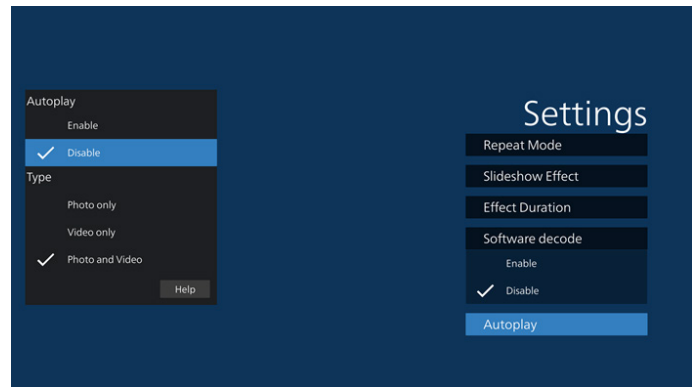 Autoplay
Enable
Disable
Type
Photo only
Video only
Photo and Video
Help
Settings
Repeat Mode
Slideshow Effect
Effect Duration
Software decode
Enable
Disable
Autoplay